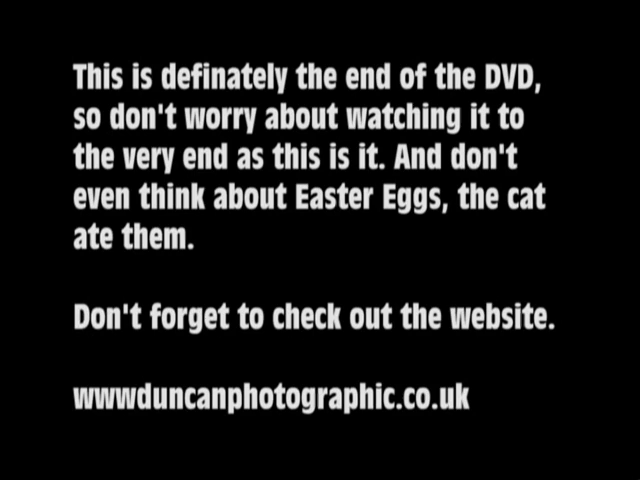 This is definately the end of the DVD,
so don't worry about watching it to
the very end as this is it. And don't
even think about Easter Eggs, the cat
ate them.
Don't forget to check out the website.
wwwduncanphotographic.co.uk